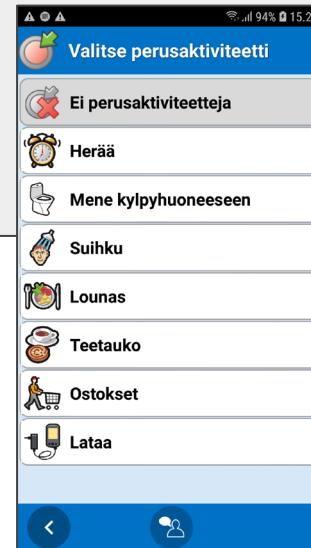 94% 15.2
Valitse perusaktiviteetti
Ei perusaktiviteetteja
Herää
Mene kylpyhuoneeseen
Suihku
Lounas
Teetauko
Ostokset
Lataa